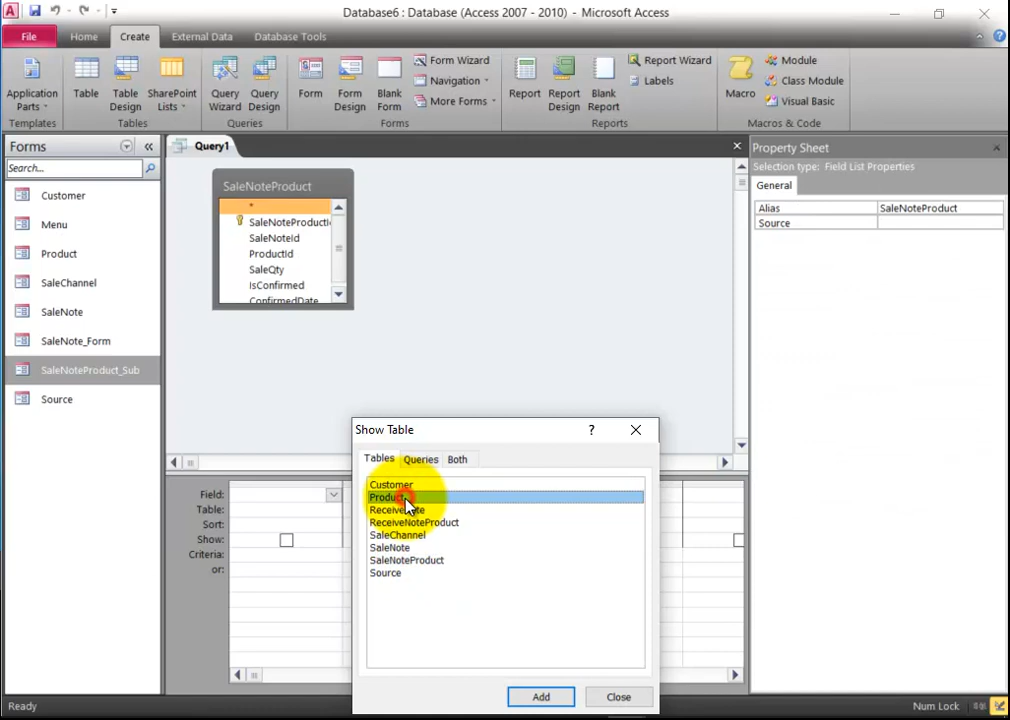 Database6 : Database (Access 2007 - 2010) - Microsoft Access
File Home Create External Data Database Tools
Application Parts
Table
Table Design
SharePoint Lists
Query Wizard
Query Design
Form
Form Design
Blank Form
Form Wizard
Navigation
More Forms
Report
Report Design
Blank Report
Report Wizard
Labels
Macro
Module
Class Module
Visual Basic
Templates Tables Queries Forms Reports Macros & Code
Forms
Search...
Customer
Menu
Product
SaleChannel
SaleNote
SaleNote_Form
SaleNoteProduct_Sub
Source
Query1
SaleNoteProduct
*
SaleNoteProductI
SaleNoteId
ProductId
SaleQty
IsConfirmed
ConfirmedDate
Field:
Table:
Sort:
Show:
Criteria:
or:
Property Sheet
Selection type: Field List Properties
General
Alias SaleNoteProduct
Source
Show Table
Tables Queries Both
Customer
Product
ReceiveNote
ReceiveNoteProduct
SaleChannel
SaleNote
SaleNoteProduct
Source
Add Close
Ready Num Lock